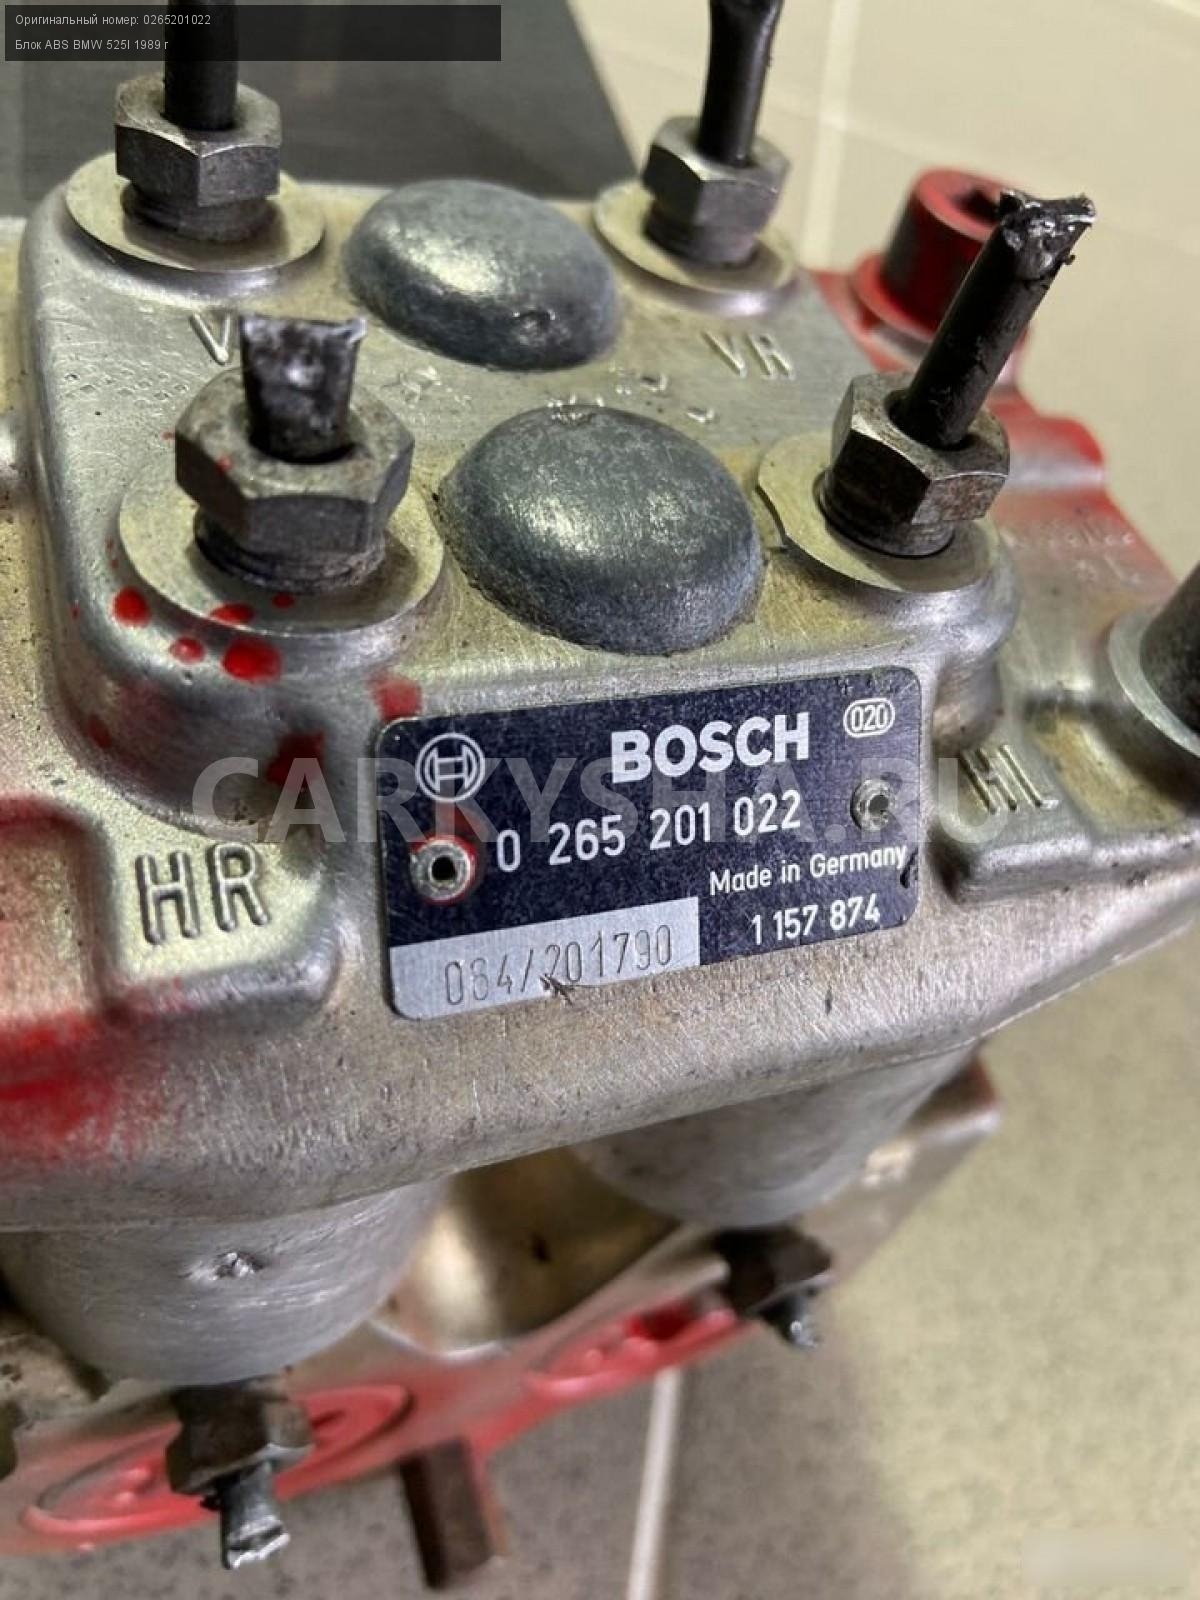 Оригинальный номер: 0265201022
Блок ABS BMW 525I 1989 г
VR
BOSCH
020
HL
CARKYSHA.RU
0 265 201 022
Made in Germany
HR
1 157 874
084/201790